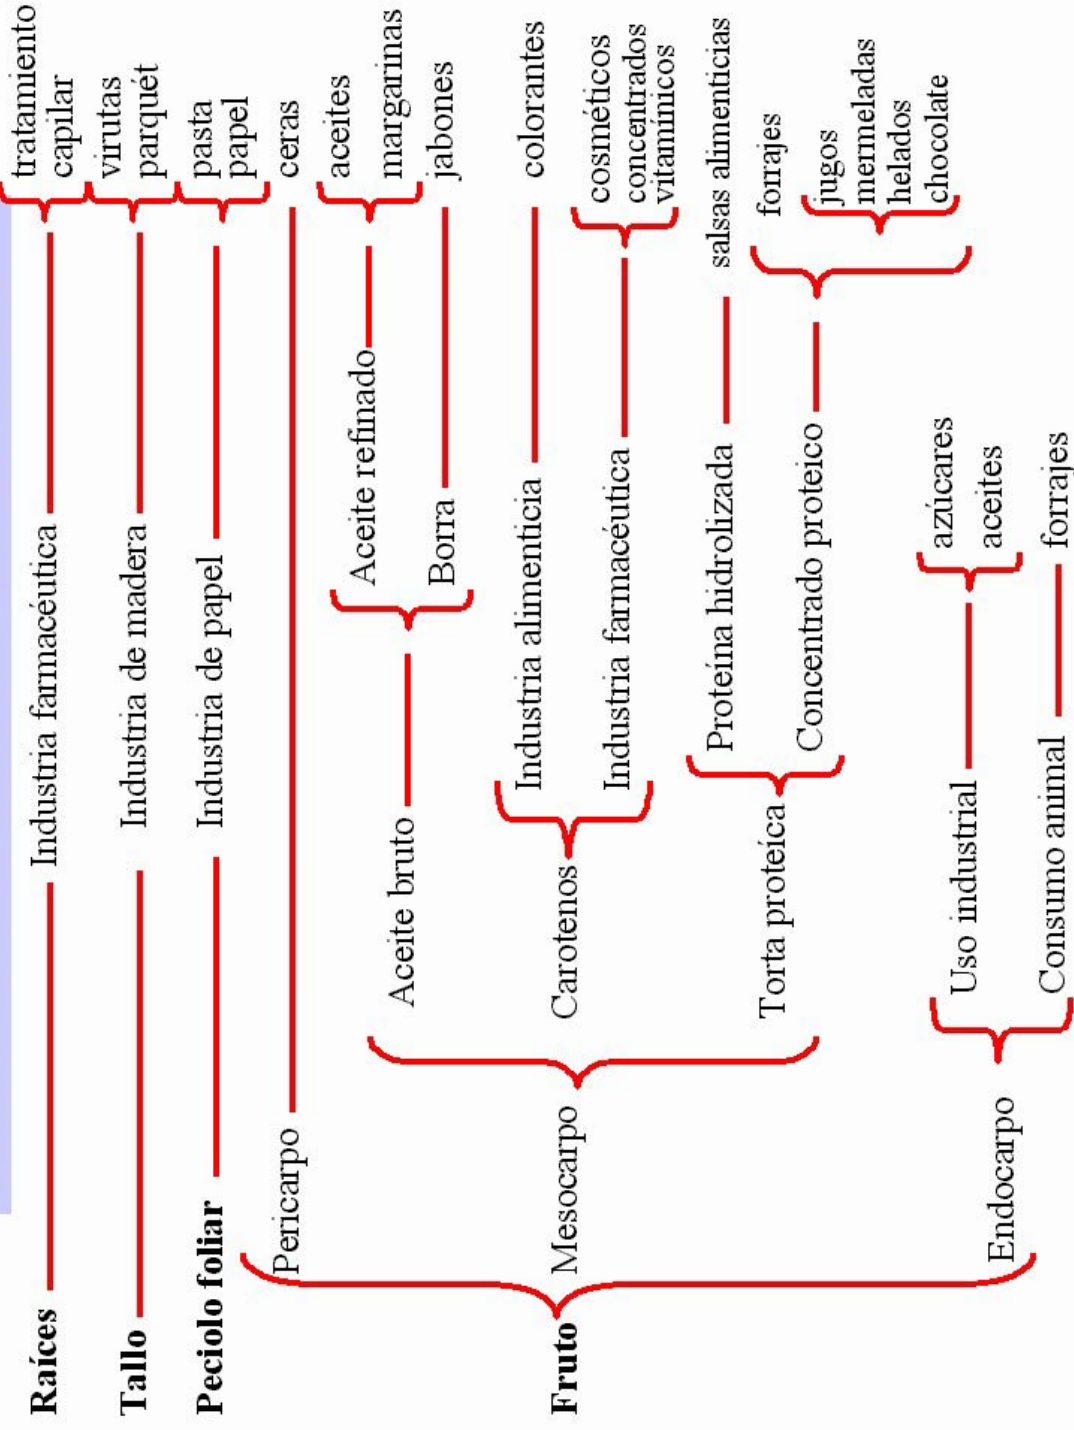 Raíces
Industria farmacéutica
tratamiento
capilar
Tallo
Industria de madera
virutas
parquét
Peciolo foliar
Industria de papel
pasta
papel
Fruto
Pericarpo
ceras
Mesocarpo
Aceite bruto
Aceite refinado
aceites
margarinas
Borra
jabones
Carotenos
Industria alimenticia
colorantes
Industria farmacéutica
cosméticos
concentrados
vitamínicos
Torta protéica
Proteína hidrolizada
salsas alimenticias
Concentrado proteico
forrajes
jugos
mermeladas
helados
chocolate
Endocarpo
Uso industrial
azúcares
aceites
Consumo animal
forrajes